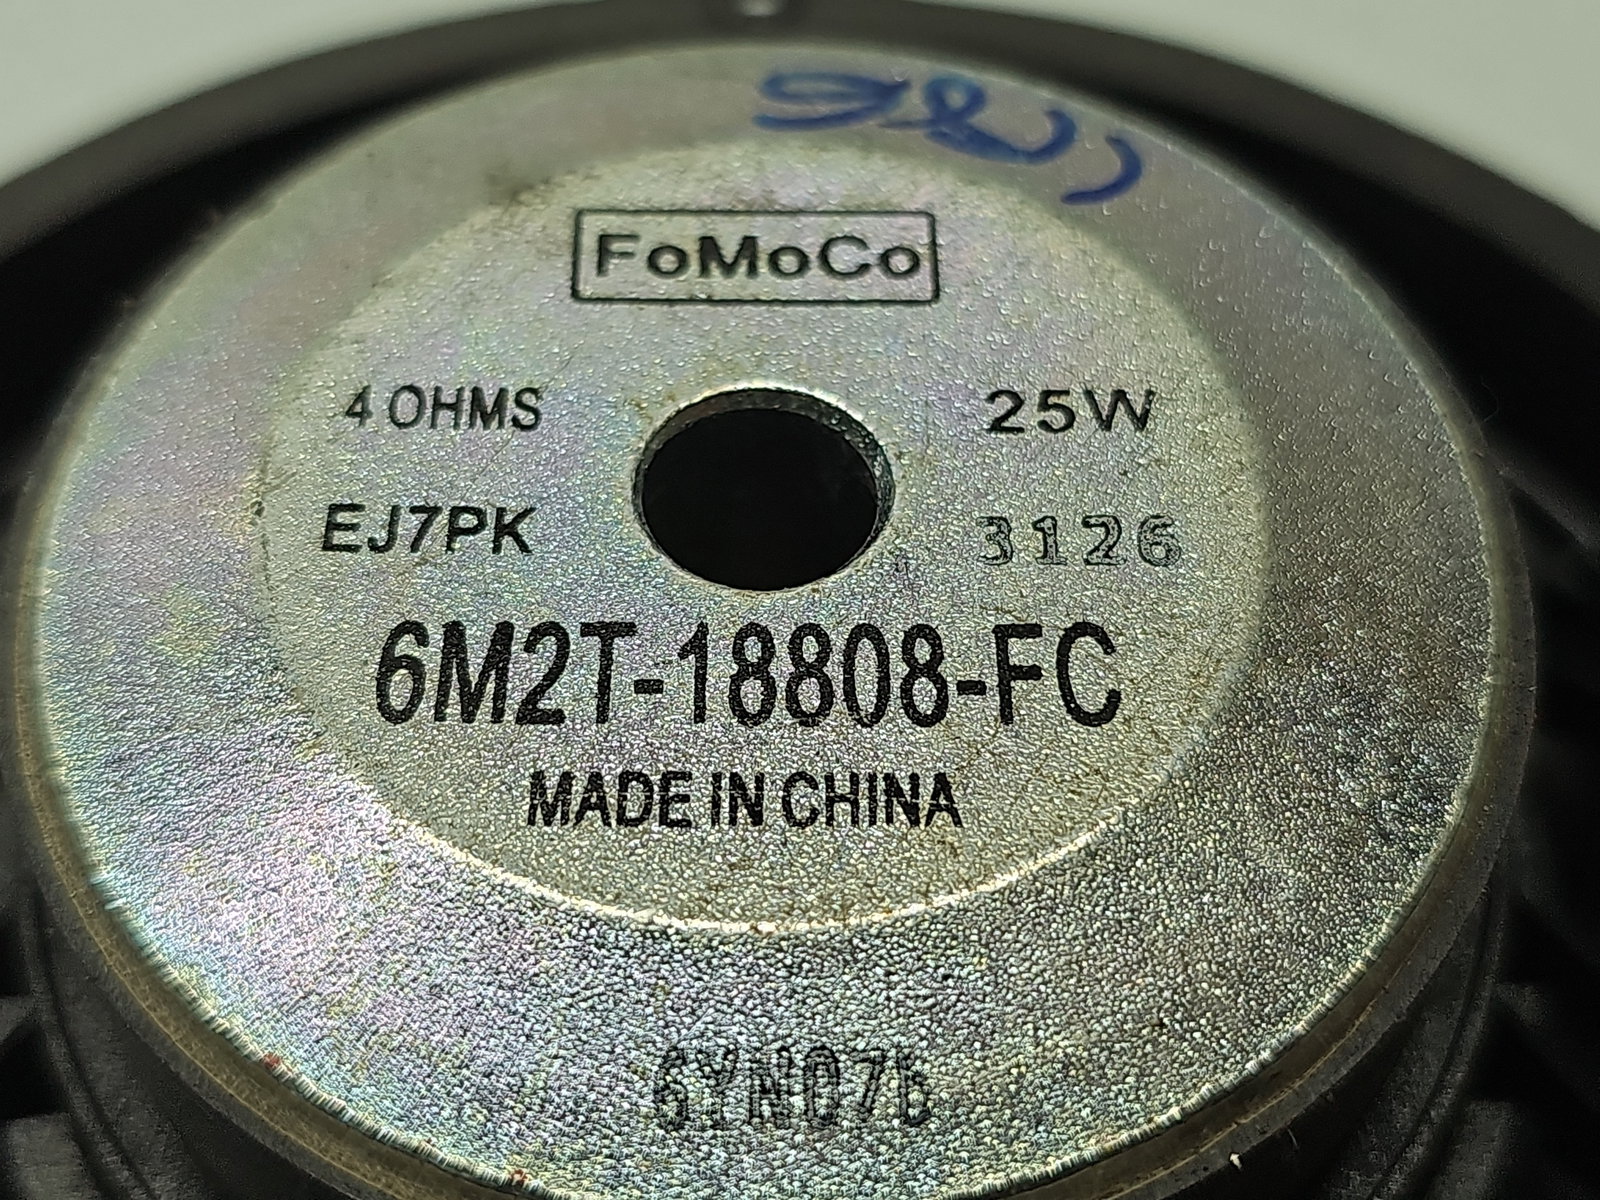 FoMoCo
4 OHMS 25W
EJ7PK 3126
6M2T-18808-FC
MADE IN CHINA